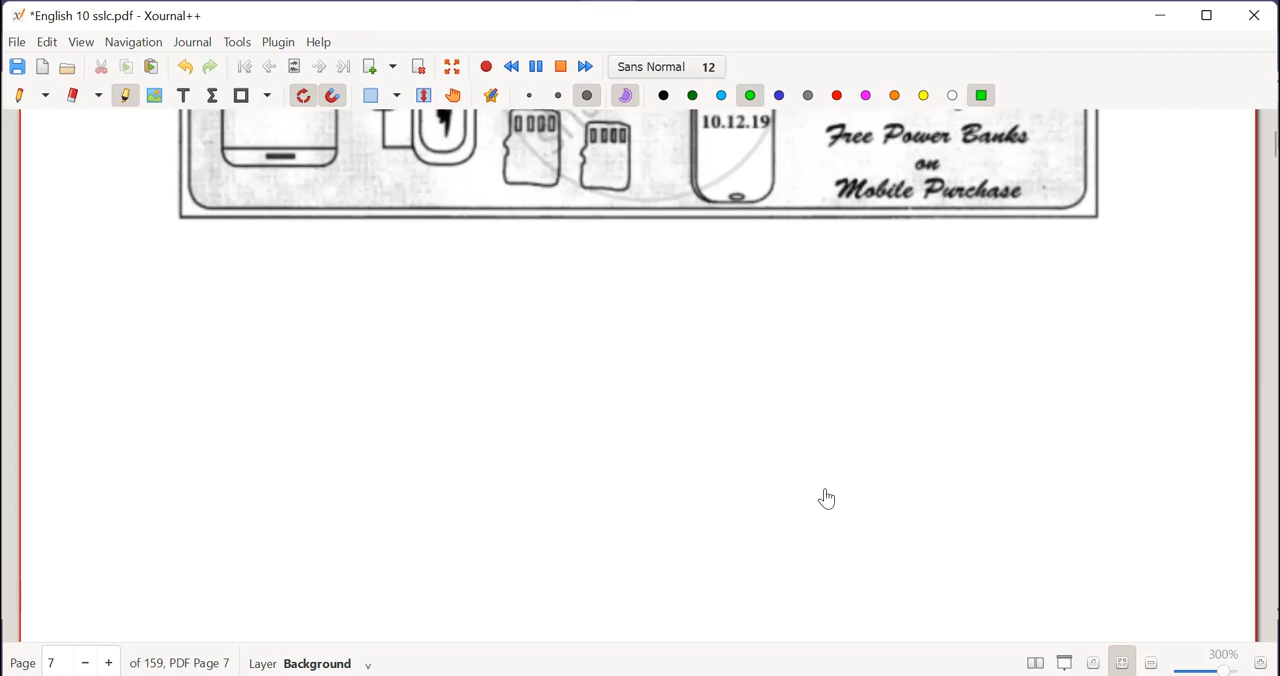 *English 10 sslc.pdf - Xournal++
File Edit View Navigation Journal Tools Plugin Help
Sans Normal 12
10.12.19
Free Power Banks
on
Mobile Purchase
Page 7 of 159, PDF Page 7 Layer Background
300%